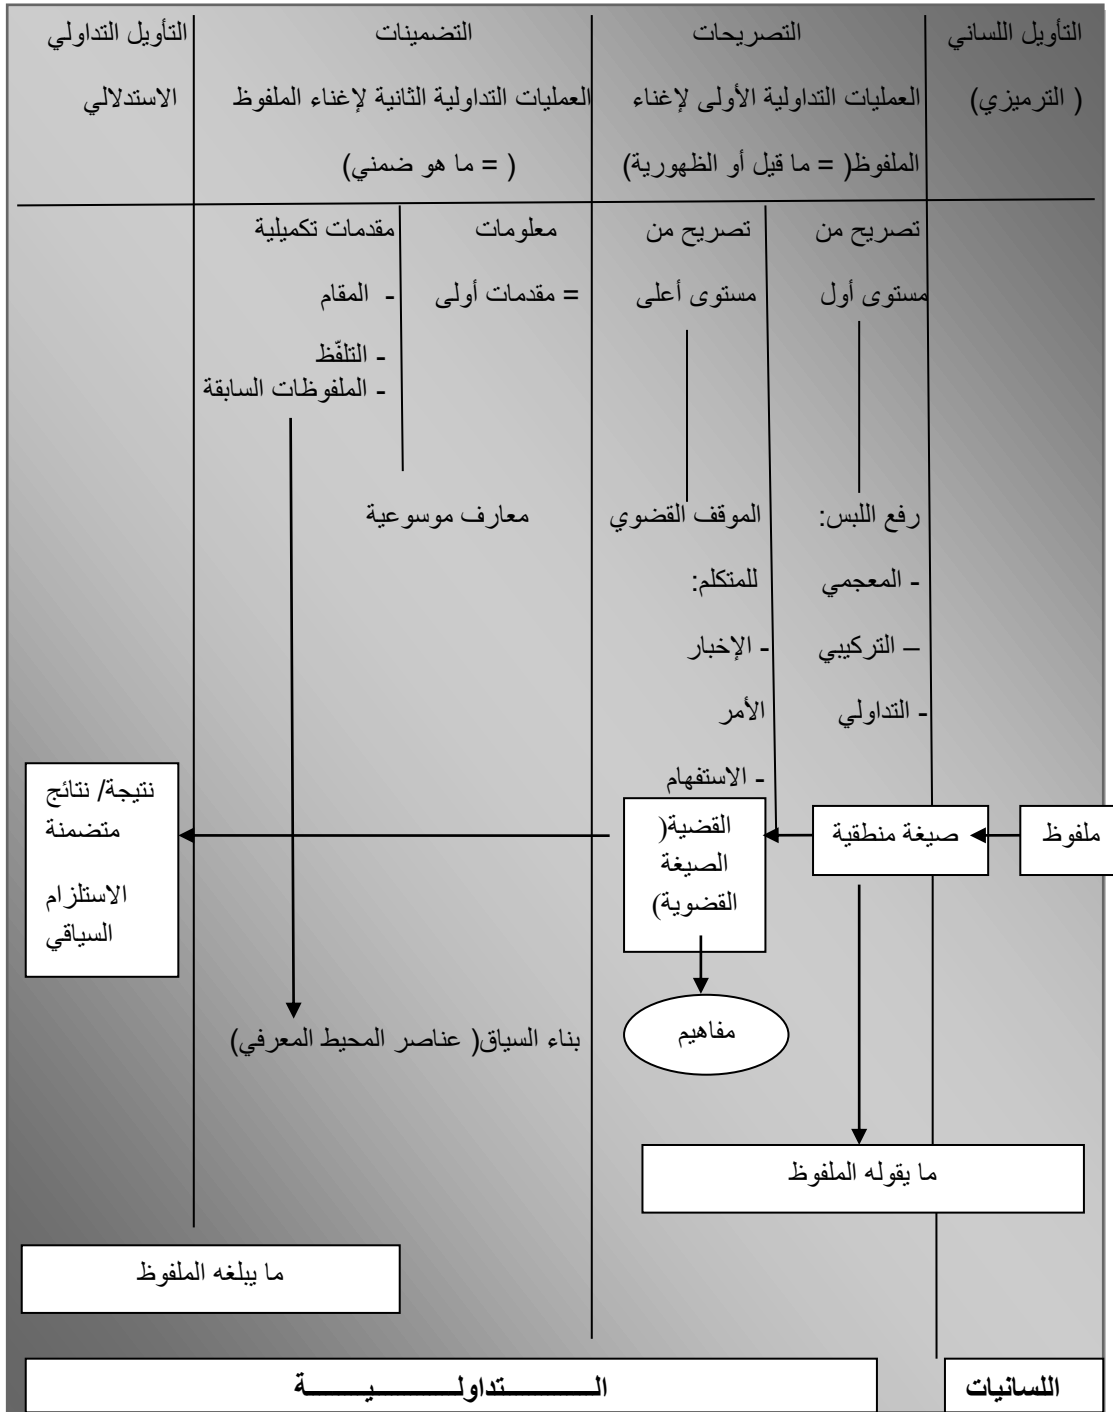 التأويل اللساني
( الترميزي)
التصريحات
العمليات التداولية الأولى لإغناء
الملفوظ( = ما قيل أو الظهورية)
التضمينات
العمليات التداولية الثانية لإغناء الملفوظ
( = ما هو ضمني)
التأويل التداولي
الاستدلالي
تصريح من
مستوى أول
تصريح من
مستوى أعلى
معلومات
= مقدمات أولى
مقدمات تكميلية
- المقام
- التلفّظ
- الملفوظات السابقة
معارف موسوعية
رفع اللبس:
- المعجمي
– التركيبي
- التداولي
الموقف القضوي
للمتكلم:
- الإخبار
الأمر
- الاستفهام
ملفوظ
صيغة منطقية
القضية(
الصيغة
القضوية)
نتيجة/ نتائج
متضمنة
الاستلزام
السياقي
مفاهيم
بناء السياق( عناصر المحيط المعرفي)
ما يقوله الملفوظ
ما يبلغه الملفوظ
اللسانيات
الـــــــــتداولــــــــيـــــــــة